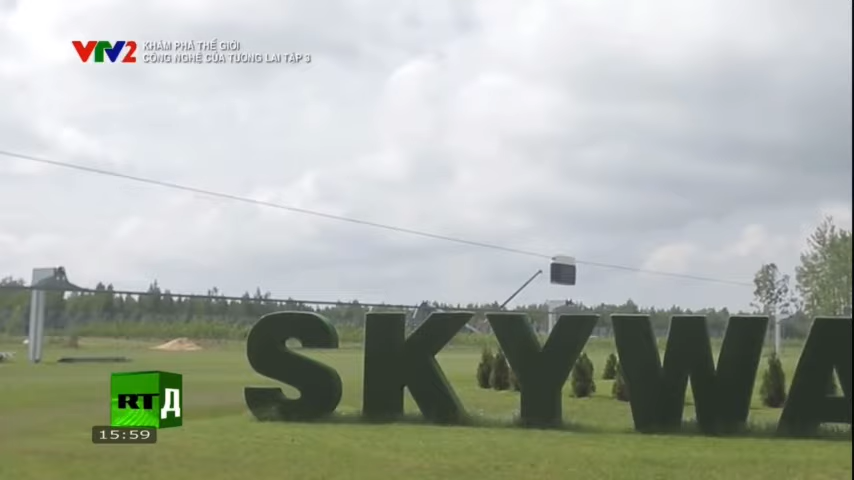 VTV2
KHÁM PHÁ THẾ GIỚI
CÔNG NGHỆ CỦA TƯƠNG LAI TẬP 3
SKYWA
RTД
15:59